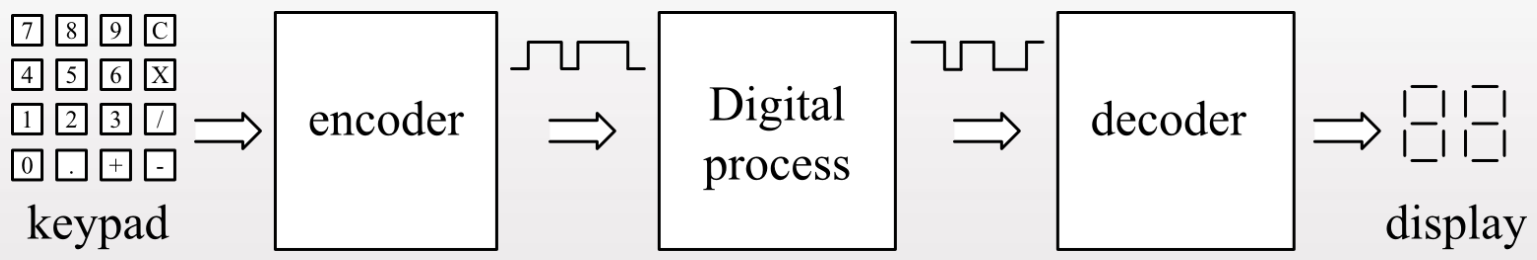 7 8 9 C
4 5 6 X
1 2 3 /
0 . + -
keypad
encoder
Digital
process
decoder
display